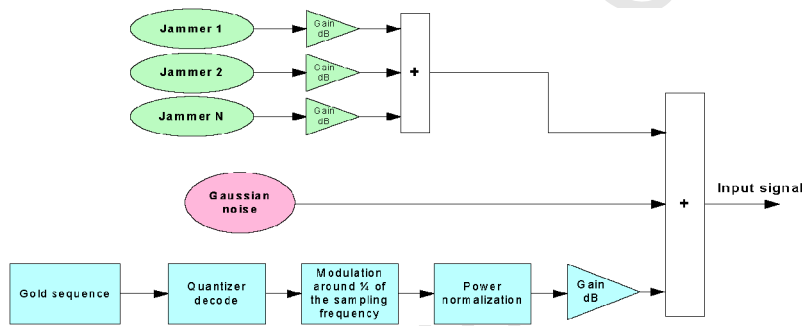 Jammer 1
Gain
dB
Jammer 2
Gain
dB
+
Jammer N
Gain
dB
Gaussian
noise
+
Input signal
Gold sequence
Quantizer
decode
Modulation
around ¼ of
the sampling
frequency
Power
normalization
Gain
dB